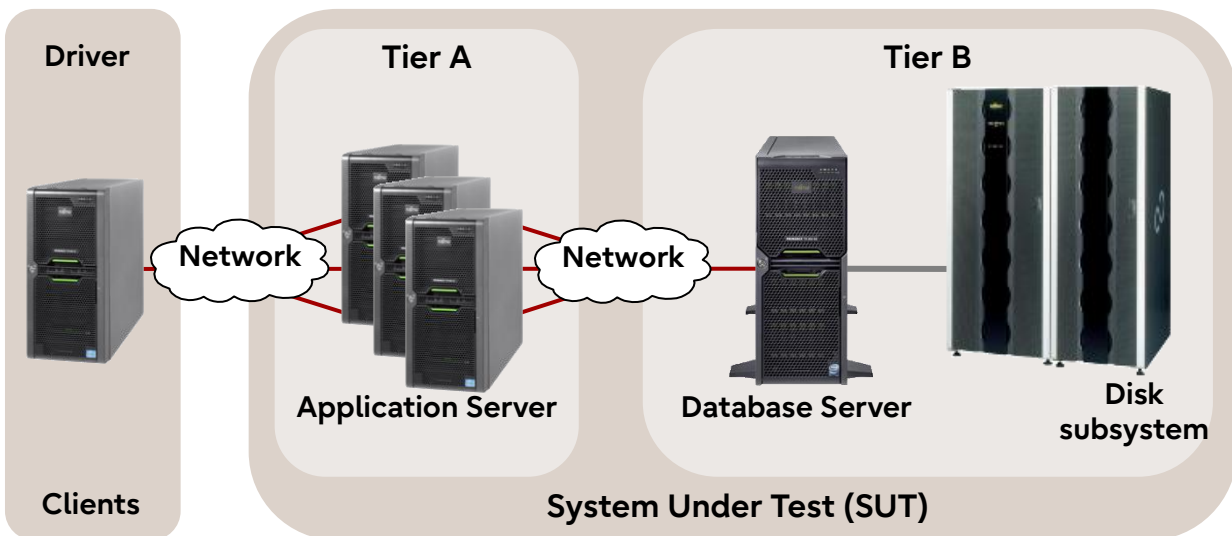 Driver
Tier A
Tier B
Network
Network
Application Server
Database Server
Disk
subsystem
Clients
System Under Test (SUT)